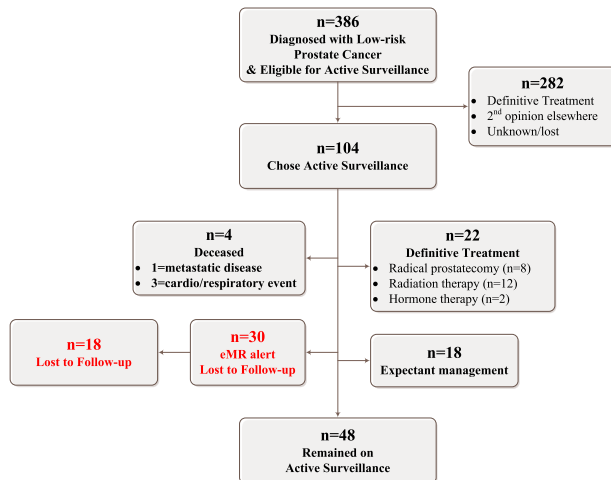 n=386
Diagnosed with Low-risk
Prostate Cancer
& Eligible for Active Surveillance
n=282
• Definitive Treatment
• 2nd opinion elsewhere
• Unknown/lost
n=104
Chose Active Surveillance
n=4
Deceased
• 1=metastatic disease
• 3=cardio/respiratory event
n=22
Definitive Treatment
• Radical prostatecomy (n=8)
• Radiation therapy (n=12)
• Hormone therapy (n=2)
n=18
Lost to Follow-up
n=30
eMR alert
Lost to Follow-up
n=18
Expectant management
n=48
Remained on
Active Surveillance